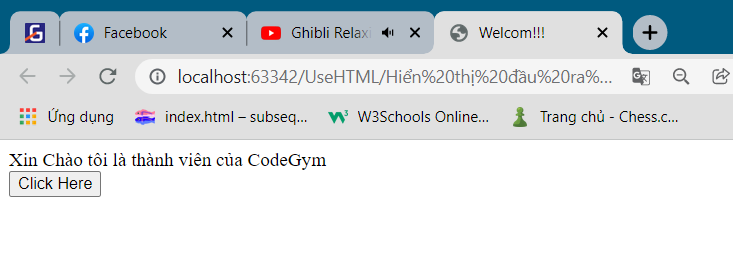 Facebook
Ghibli Relaxi
Welcom!!!
localhost:63342/UseHTML/Hiển%20thị%20đầu%20ra%...
Ứng dụng
index.html – subseq...
W3Schools Online...
Trang chủ - Chess.c...
Xin Chào tôi là thành viên của CodeGym
Click Here